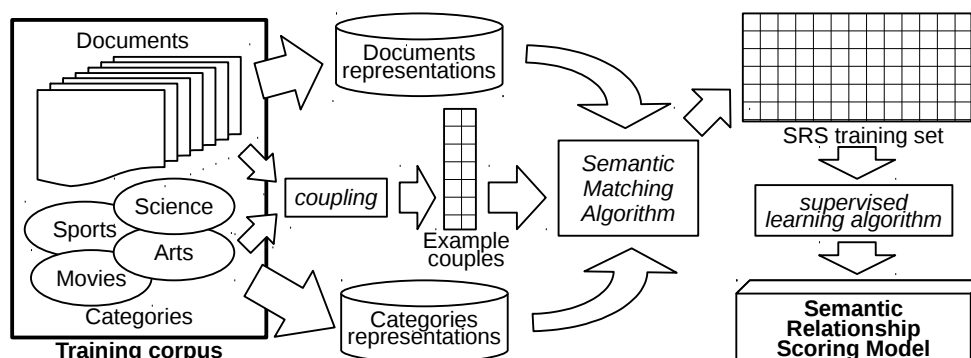 Documents
Science
Sports
Arts
Movies
Categories
Training corpus
Documents
representations
coupling
Example
couples
Categories
representations
Semantic
Matching
Algorithm
SRS training set
supervised
learning algorithm
Semantic
Relationship
Scoring Model